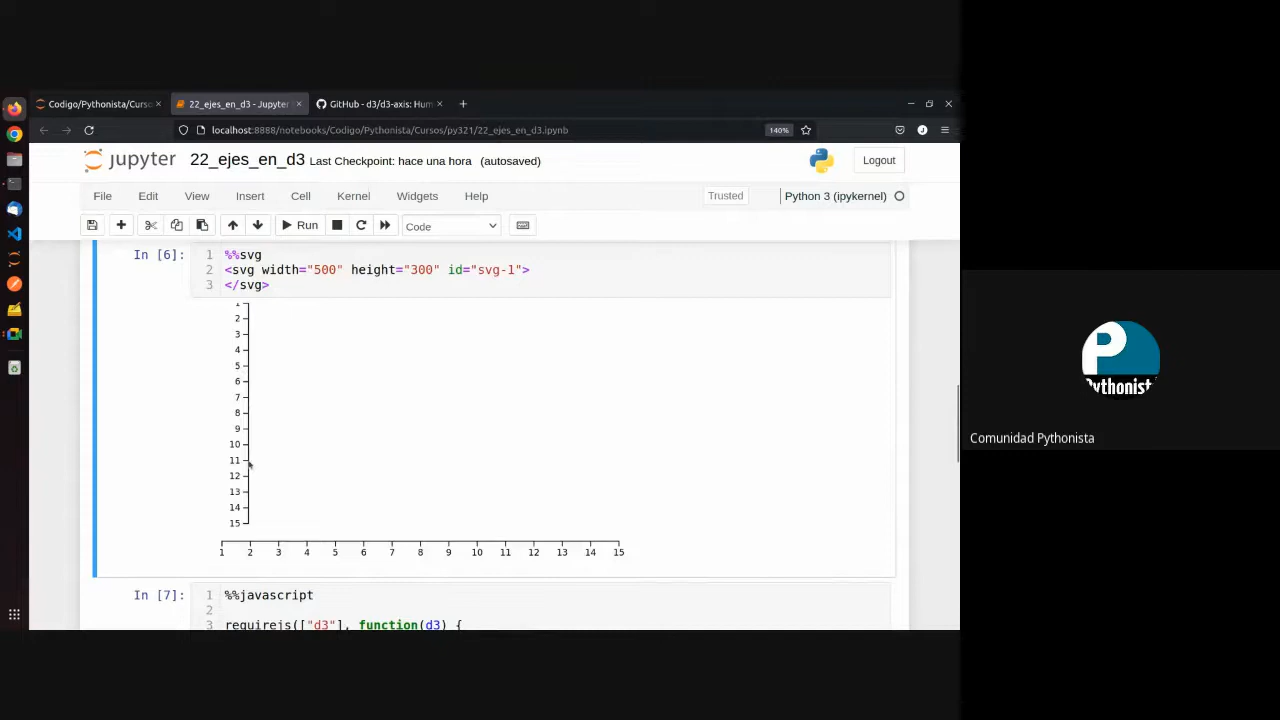 Codigo/Pythonista/Curso
22_ejes_en_d3 - Jupyter
GitHub - d3/d3-axis: Hum
localhost:8888/notebooks/Codigo/Pythonista/Cursos/py321/22_ejes_en_d3.ipynb
140%
jupyter
22_ejes_en_d3 Last Checkpoint: hace una hora (autosaved)
Logout
File Edit View Insert Cell Kernel Widgets Help
Trusted
Python 3 (ipykernel)
Run
Code
In [6]:
1 %%svg
2 <svg width="500" height="300" id="svg-1">
3 </svg>
1
2
3
4
5
6
7
8
9
10
11
12
13
14
15
1 2 3 4 5 6 7 8 9 10 11 12 13 14 15
In [7]:
1 %%javascript
2
3 requirejs(["d3"], function(d3) {
Pythonist
Comunidad Pythonista